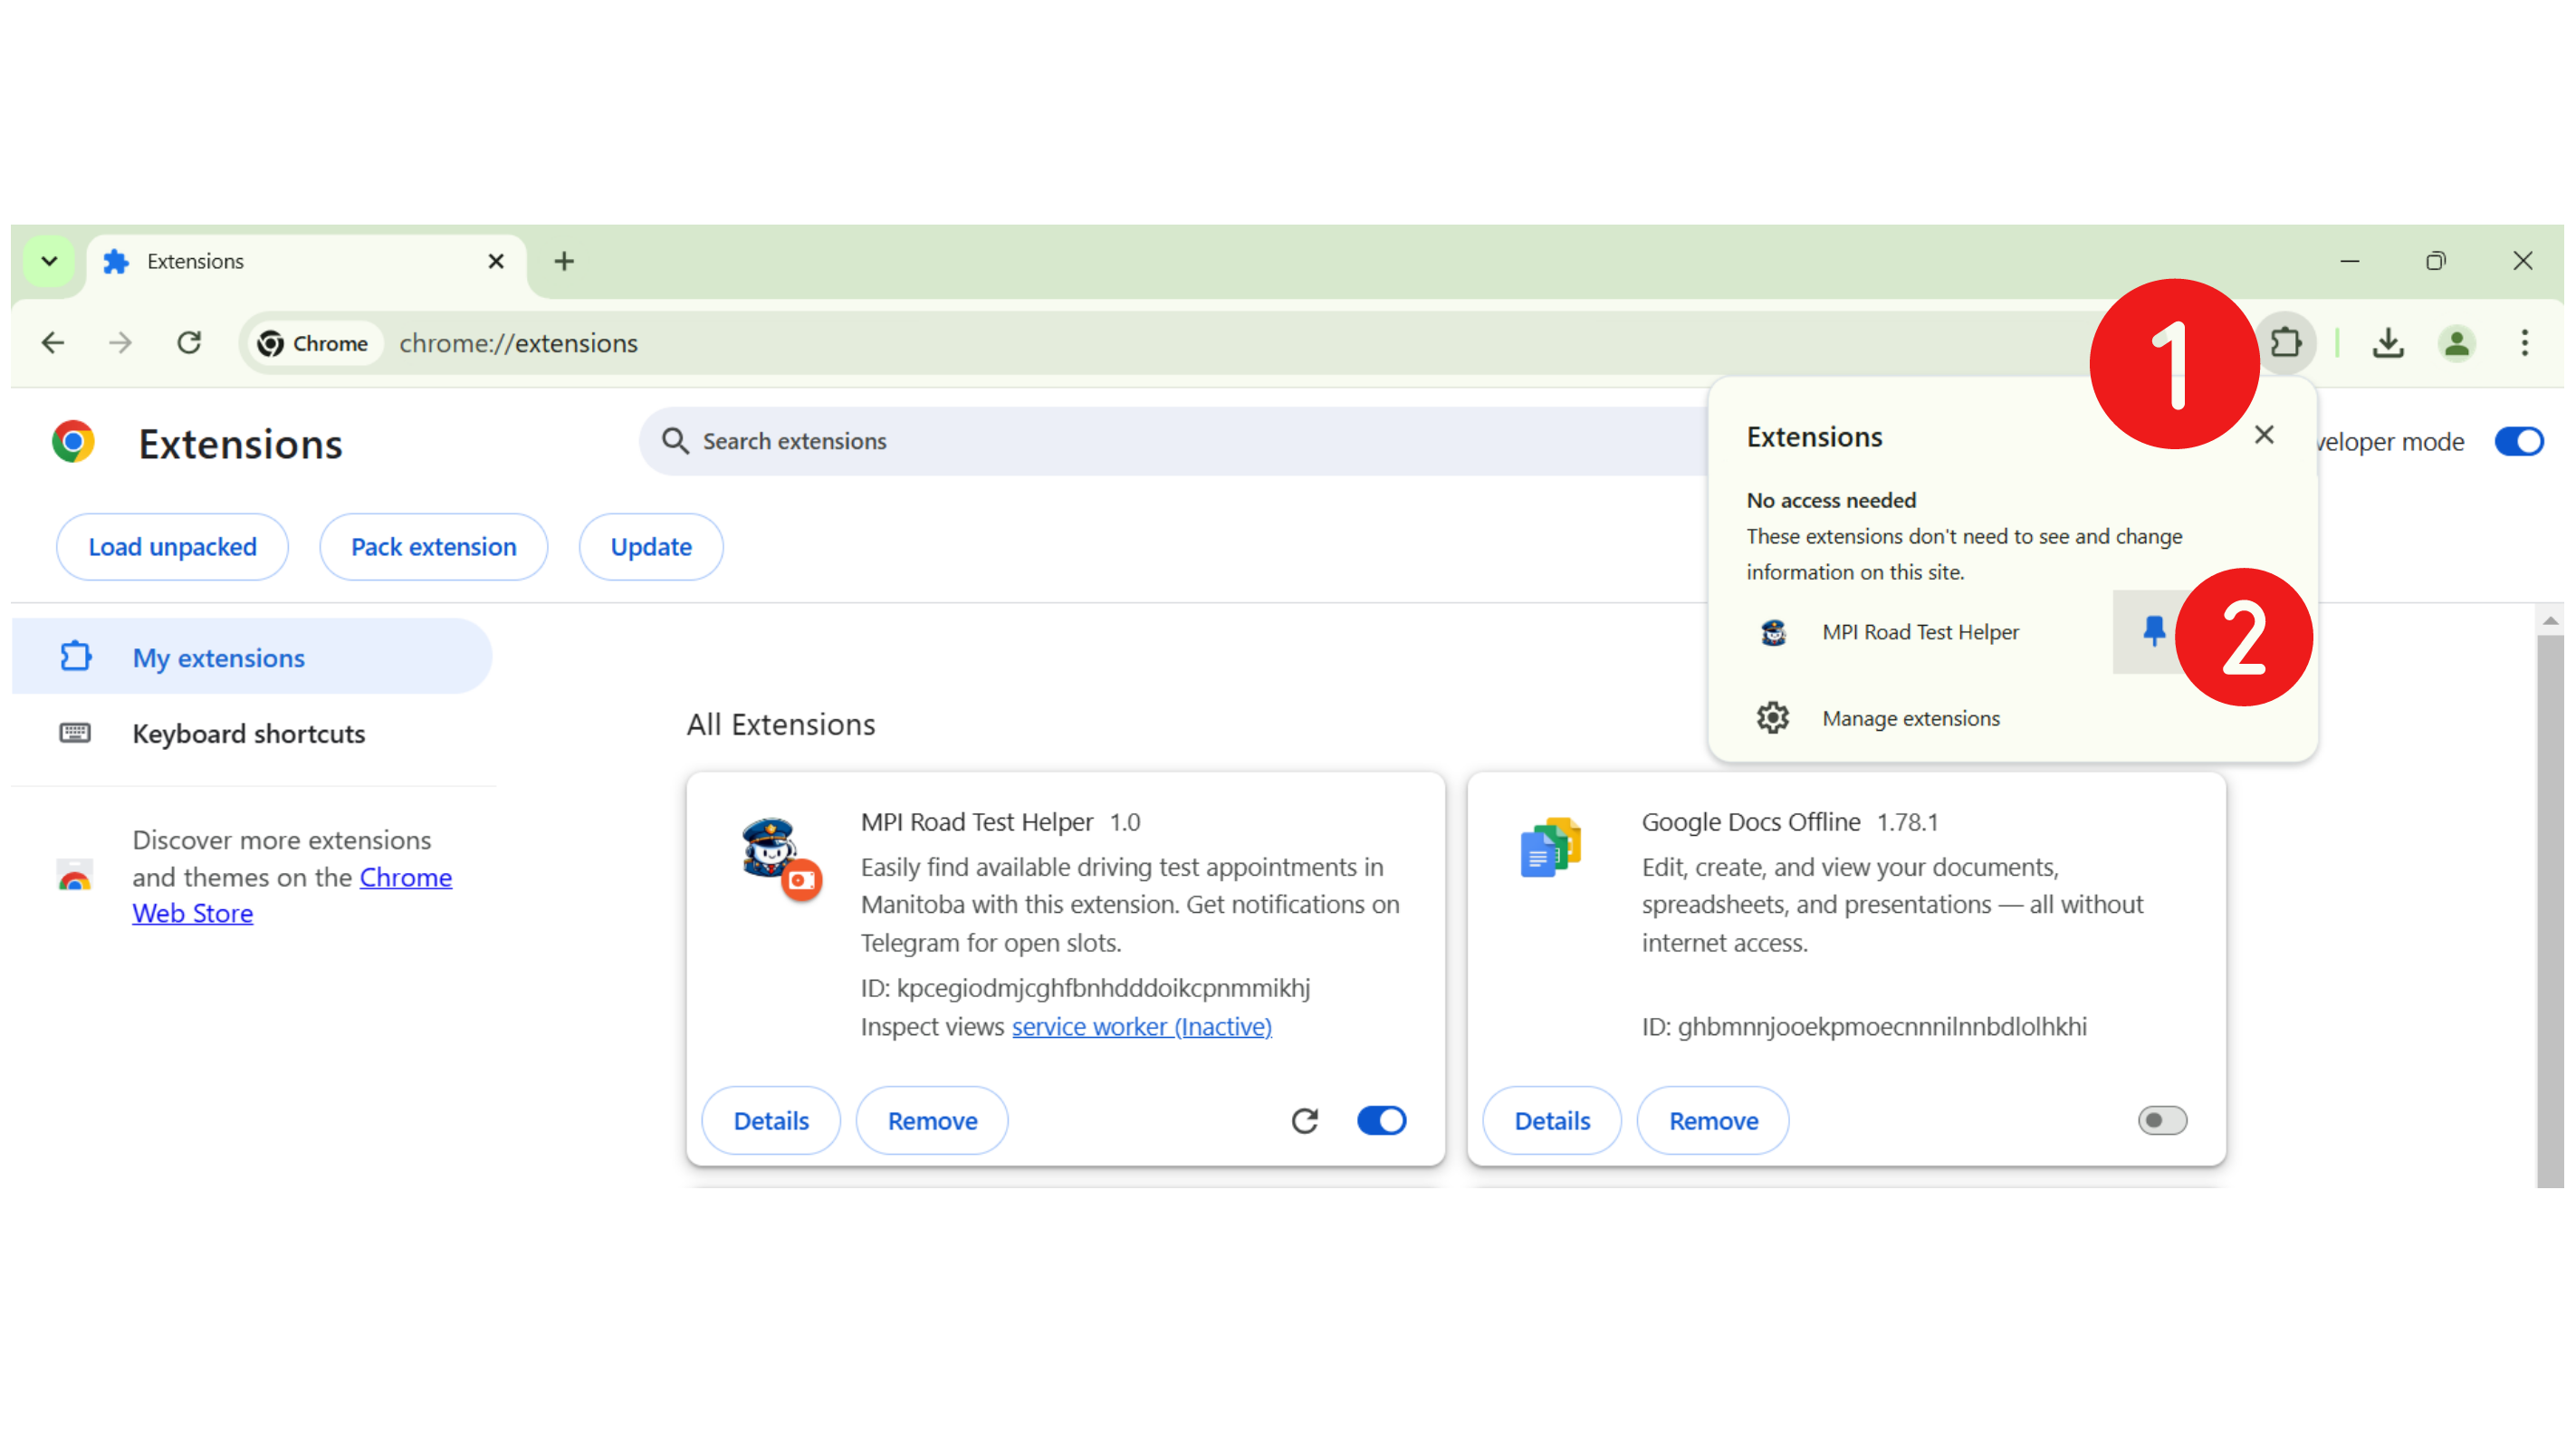 Extensions
Chrome
chrome://extensions
1
Extensions
Search extensions
Extensions
veloper mode
No access needed
These extensions don't need to see and change
information on this site.
Load unpacked
Pack extension
Update
MPI Road Test Helper
2
Manage extensions
My extensions
Keyboard shortcuts
Discover more extensions
and themes on the Chrome
Web Store
All Extensions
MPI Road Test Helper 1.0
Easily find available driving test appointments in
Manitoba with this extension. Get notifications on
Telegram for open slots.
ID: kpcegiodmjcghfbnhdddoikcpnmmikhj
Inspect views service worker (Inactive)
Details
Remove
Google Docs Offline 1.78.1
Edit, create, and view your documents,
spreadsheets, and presentations — all without
internet access.
ID: ghbmnnjooekpmoecnnnilnnbdlolhkhi
Details
Remove